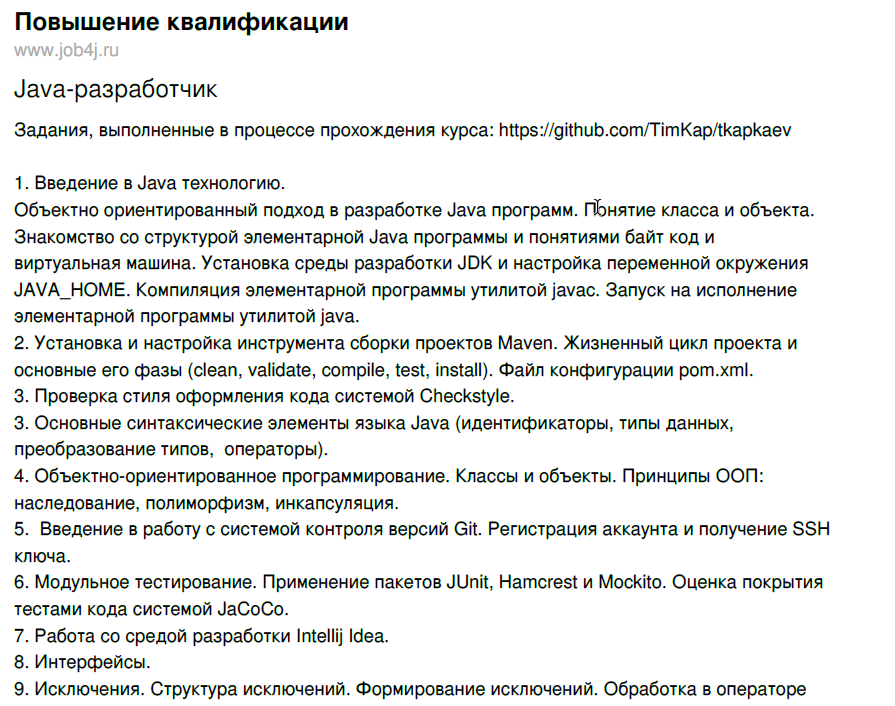 Повышение квалификации
www.job4j.ru
Java-разработчик
Задания, выполненные в процессе прохождения курса: https://github.com/TimKap/tkapkaev
1. Введение в Java технологию.
Объектно ориентированный подход в разработке Java программ. Понятие класса и объекта.
Знакомство со структурой элементарной Java программы и понятиями байт код и
виртуальная машина. Установка среды разработки JDK и настройка переменной окружения
JAVA_HOME. Компиляция элементарной программы утилитой javac. Запуск на исполнение
элементарной программы утилитой java.
2. Установка и настройка инструмента сборки проектов Maven. Жизненный цикл проекта и
основные его фазы (clean, validate, compile, test, install). Файл конфигурации pom.xml.
3. Проверка стиля оформления кода системой Checkstyle.
3. Основные синтаксические элементы языка Java (идентификаторы, типы данных,
преобразование типов,  операторы).
4. Объектно-ориентированное программирование. Классы и объекты. Принципы ООП:
наследование, полиморфизм, инкапсуляция.
5.  Введение в работу с системой контроля версий Git. Регистрация аккаунта и получение SSH
ключа.
6. Модульное тестирование. Применение пакетов JUnit, Hamcrest и Mockito. Оценка покрытия
тестами кода системой JaCoCo.
7. Работа со средой разработки Intellij Idea.
8. Интерфейсы.
9. Исключения. Структура исключений. Формирование исключений. Обработка в операторе